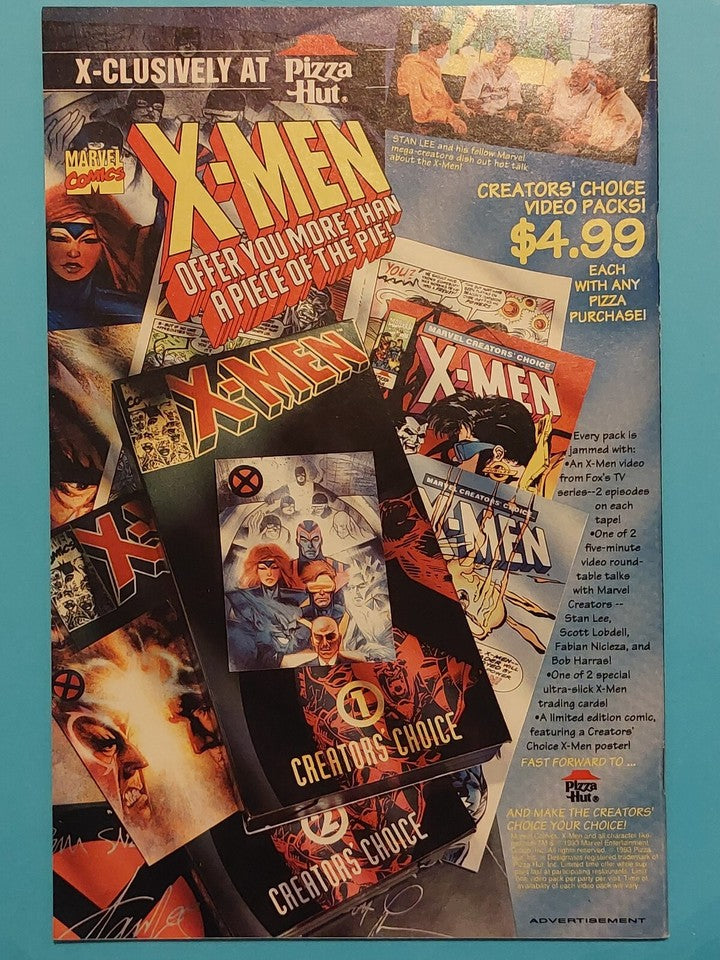 X-CLUSIVELY AT Pizza Hut®
MARVEL COMICS
X-MEN
OFFER YOU MORE THAN
A PIECE OF THE PIE!
STAN LEE and his fellow Marvel
mega-creators dish out hot talk
about the X-Men!
CREATORS' CHOICE
VIDEO PACKS!
$4.99
EACH
WITH ANY
PIZZA
PURCHASE!
YOU?
MARVEL CREATORS' CHOICE
X-MEN
MARVEL CREATORS' CHOICE
X-MEN
X-MEN
1
CREATORS' CHOICE
2
CREATORS' CHOICE
Every pack is
jammed with:
•An X-Men video
from Fox's TV
series--2 episodes
on each
tape!
•One of 2
five-minute
video round-
table talks
with Marvel
Creators --
Stan Lee,
Scott Lobdell,
Fabian Nicieza, and
Bob Harras!
•One of 2 special
ultra-slick X-Men
trading cards!
•A limited edition comic,
featuring a Creators'
Choice X-Men poster!
FAST FORWARD TO ...
Pizza Hut®
AND MAKE THE CREATORS'
CHOICE YOUR CHOICE!
Stan Lee
ADVERTISEMENT